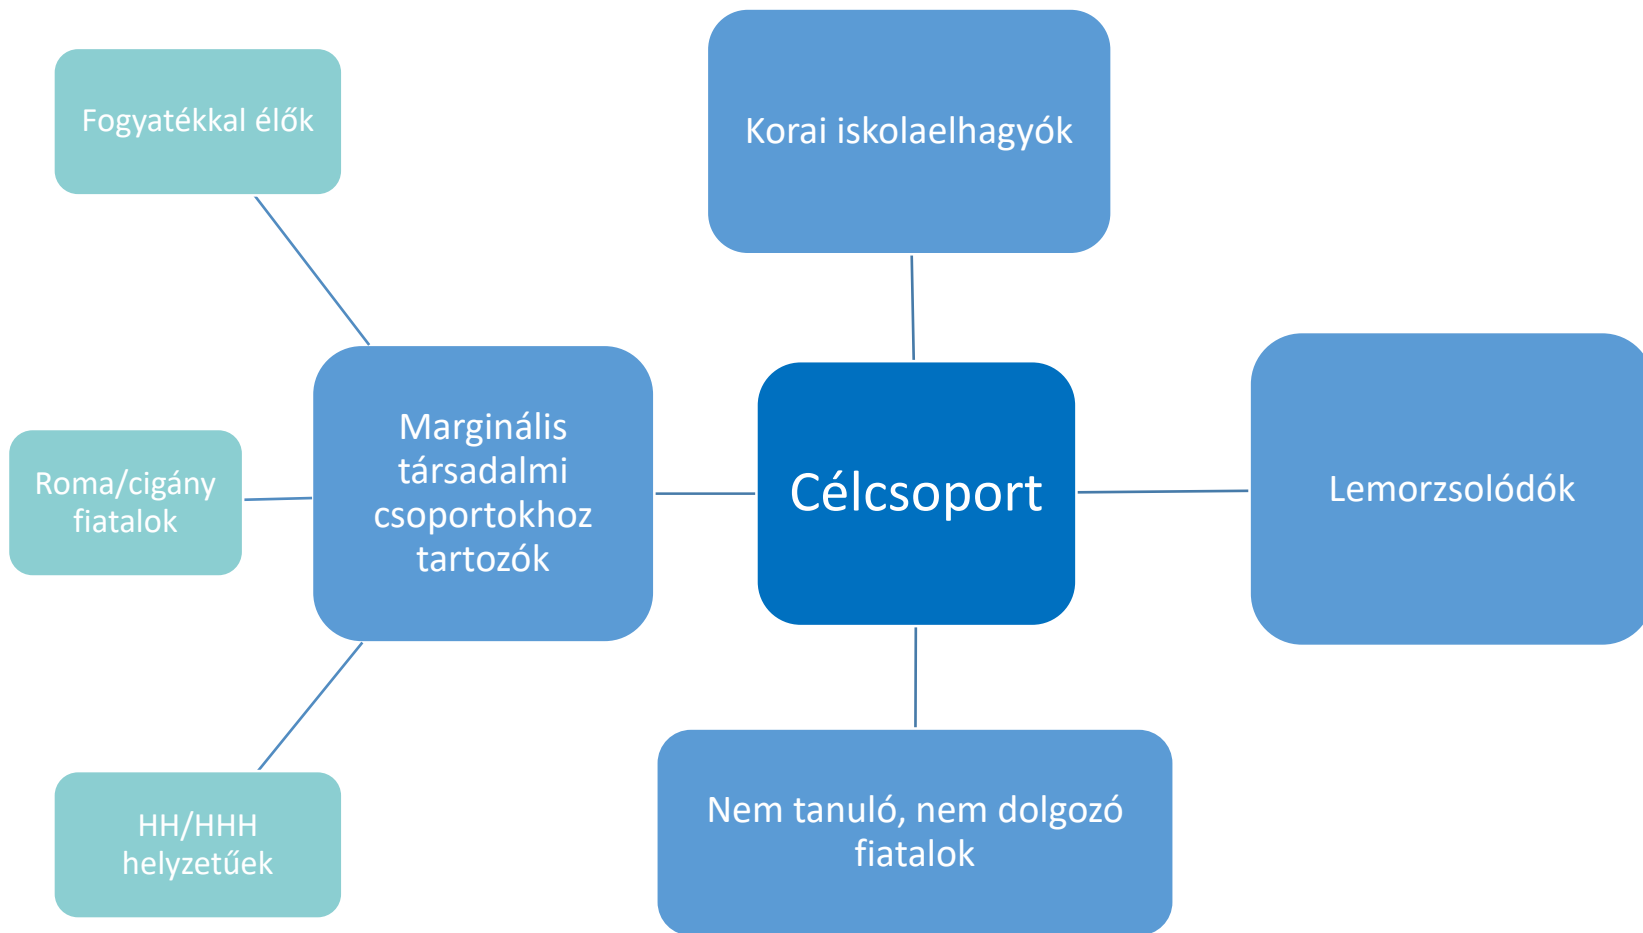 Fogyatékkal élők
Korai iskolaelhagyók
Marginális
társadalmi
csoportokhoz
tartozók
Célcsoport
Lemorzsolódók
Roma/cigány
fiatalok
Nem tanuló, nem dolgozó
fiatalok
HH/HHH
helyzetűek